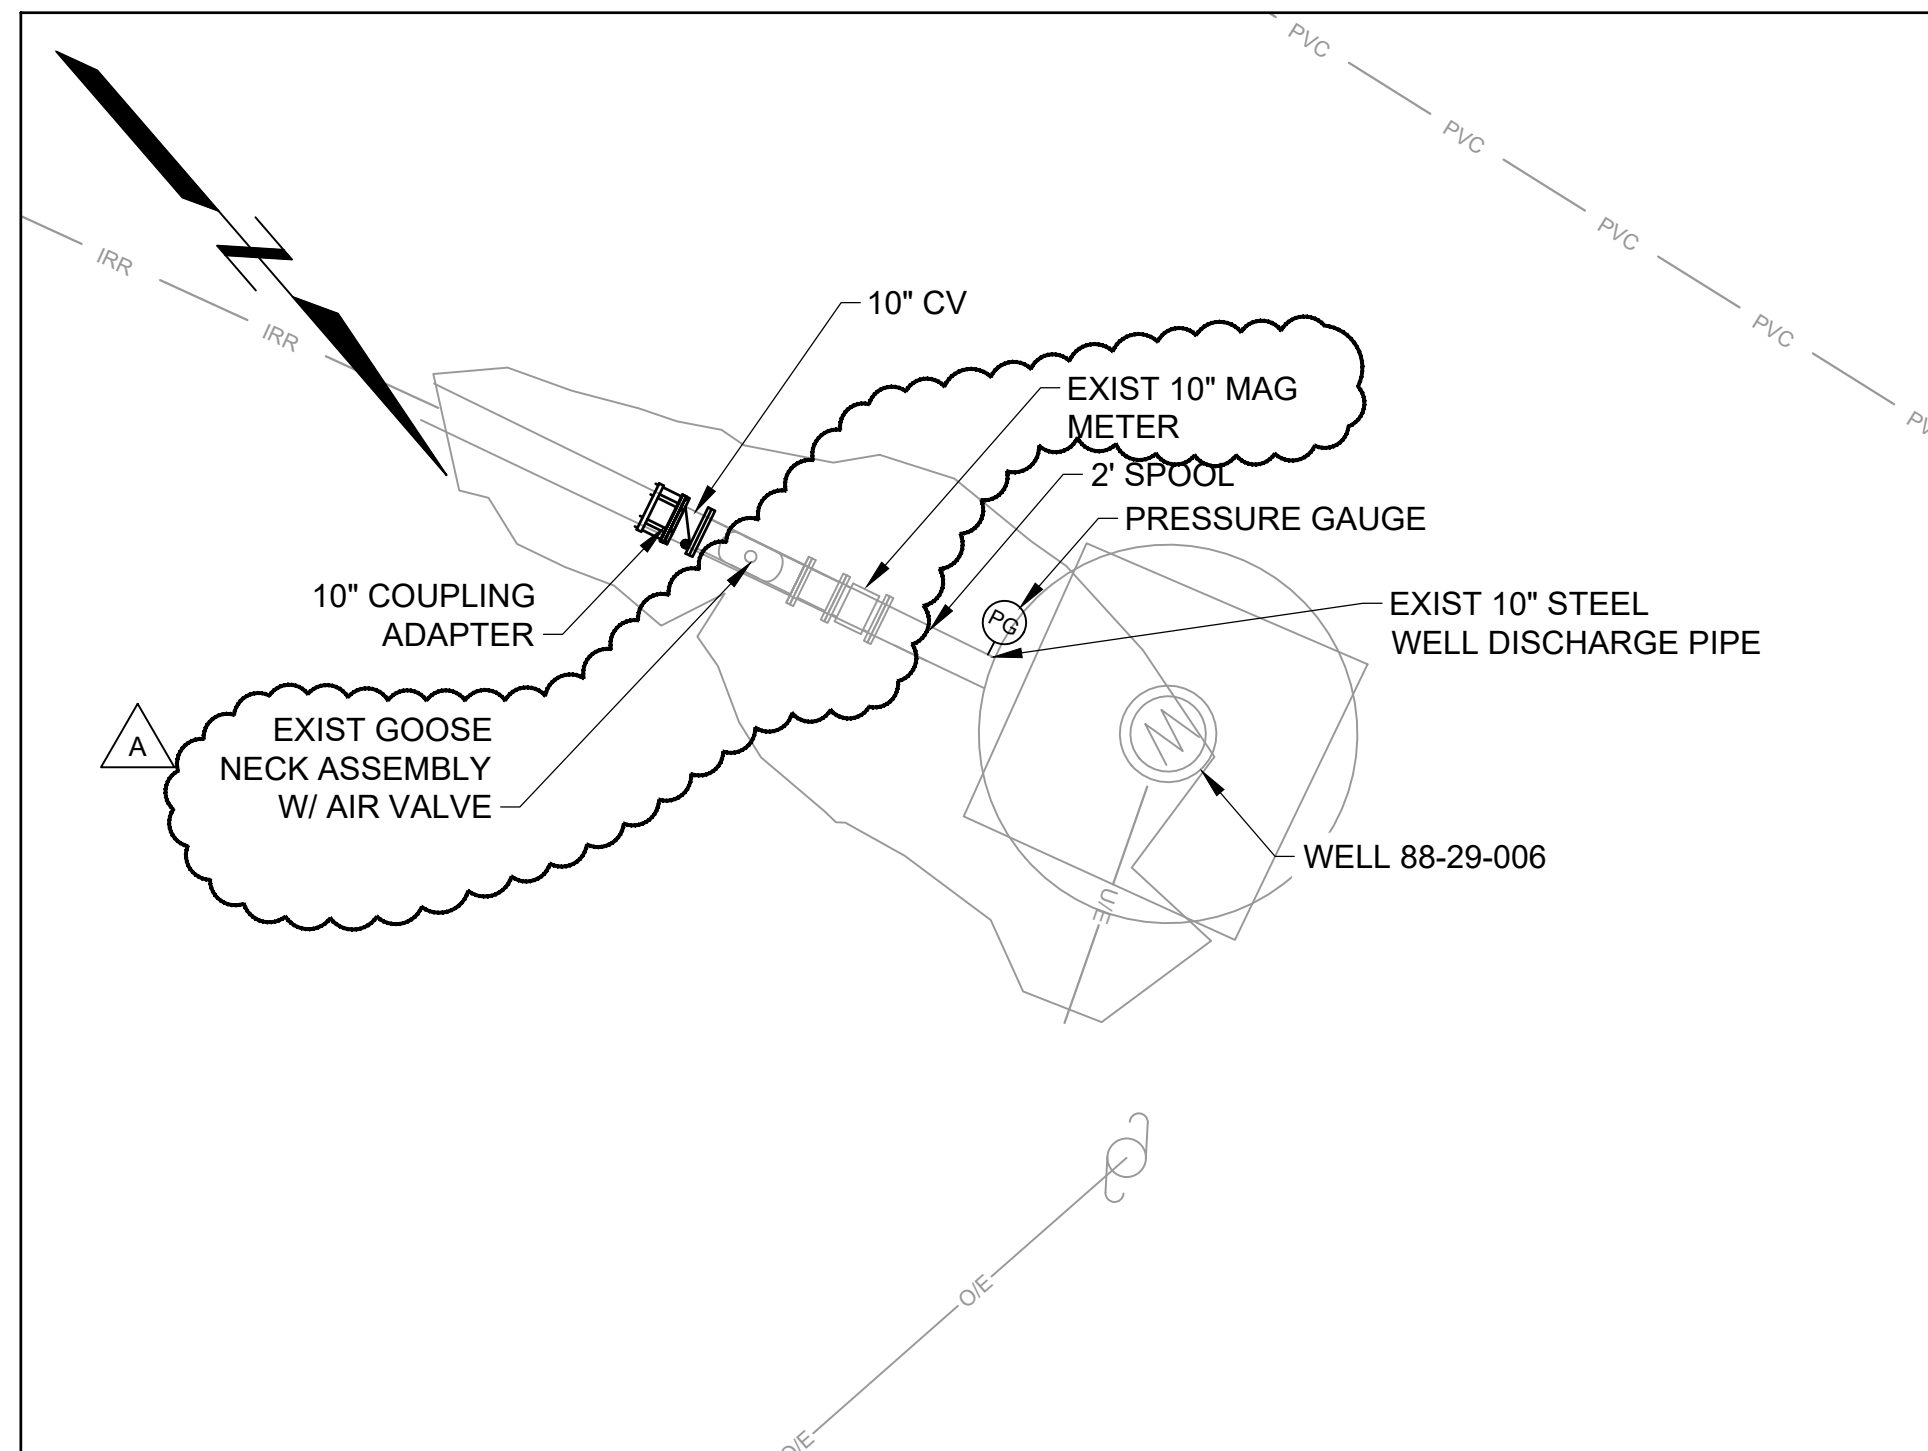 PVC
PVC
PVC
PVC
IRR
IRR
10" CV
EXIST 10" MAG
METER
2' SPOOL
PRESSURE GAUGE
10" COUPLING
ADAPTER
PG
EXIST 10" STEEL
WELL DISCHARGE PIPE
A
EXIST GOOSE
NECK ASSEMBLY
W/ AIR VALVE
WELL 88-29-006
U/E
O/E
O/E